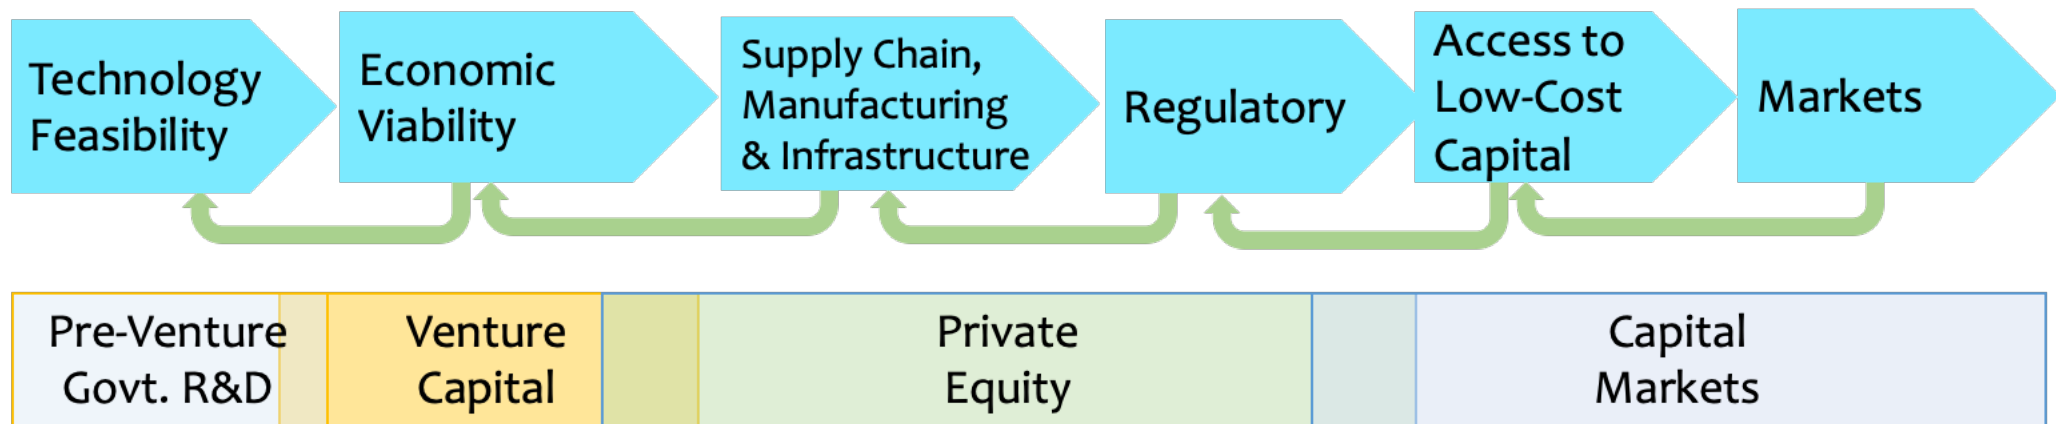 Technology
Feasibility
Economic
Viability
Supply Chain,
Manufacturing
& Infrastructure
Regulatory
Access to
Low-Cost
Capital
Markets
Pre-Venture
Govt. R&D
Venture
Capital
Private
Equity
Capital
Markets